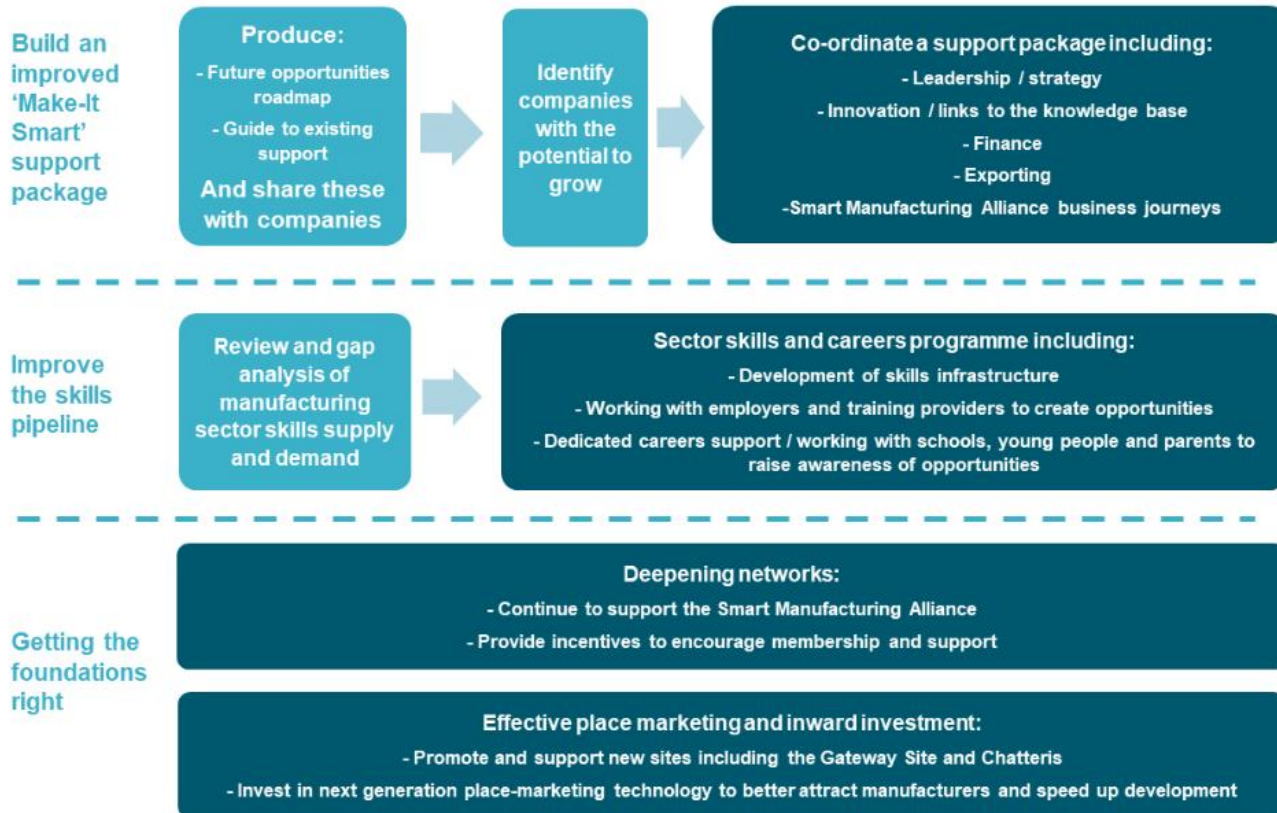 Build an
improved
'Make-It
Smart'
support
package
Produce:
- Future opportunities
roadmap
- Guide to existing
support
And share these
with companies
Identify
companies
with the
potential to
grow
Co-ordinate a support package including:
- Leadership / strategy
- Innovation / links to the knowledge base
- Finance
- Exporting
-Smart Manufacturing Alliance business journeys
Improve
the skills
pipeline
Review and gap
analysis of
manufacturing
sector skills supply
and demand
Sector skills and careers programme including:
- Development of skills infrastructure
- Working with employers and training providers to create opportunities
- Dedicated careers support / working with schools, young people and parents to
raise awareness of opportunities
Getting the
foundations
right
Deepening networks:
- Continue to support the Smart Manufacturing Alliance
- Provide incentives to encourage membership and support
Effective place marketing and inward investment:
- Promote and support new sites including the Gateway Site and Chatteris
- Invest in next generation place-marketing technology to better attract manufacturers and speed up development